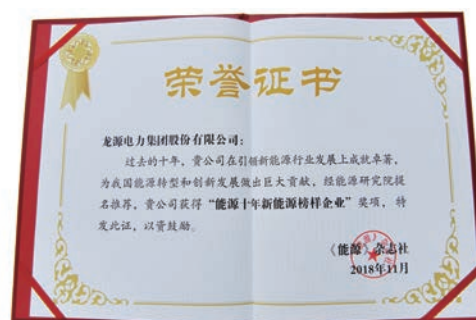 荣誉证书
龙源电力集团股份有限公司：
过去的十年，贵公司在引领新能源行业发展上成就卓著，
为我国能源转型和创新发展做出巨大贡献，经能源研究院提
名推荐，贵公司获得“能源十年新能源榜样企业”奖项，特
发此证，以资鼓励。
《能源》杂志社
2018年11月